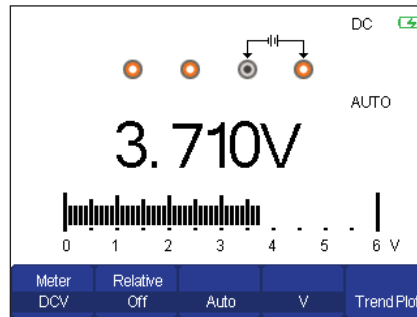 DC
AUTO
3.710V
0 1 2 3 4 5 6 V
Meter Relative
DCV Off Auto V Trend Plot